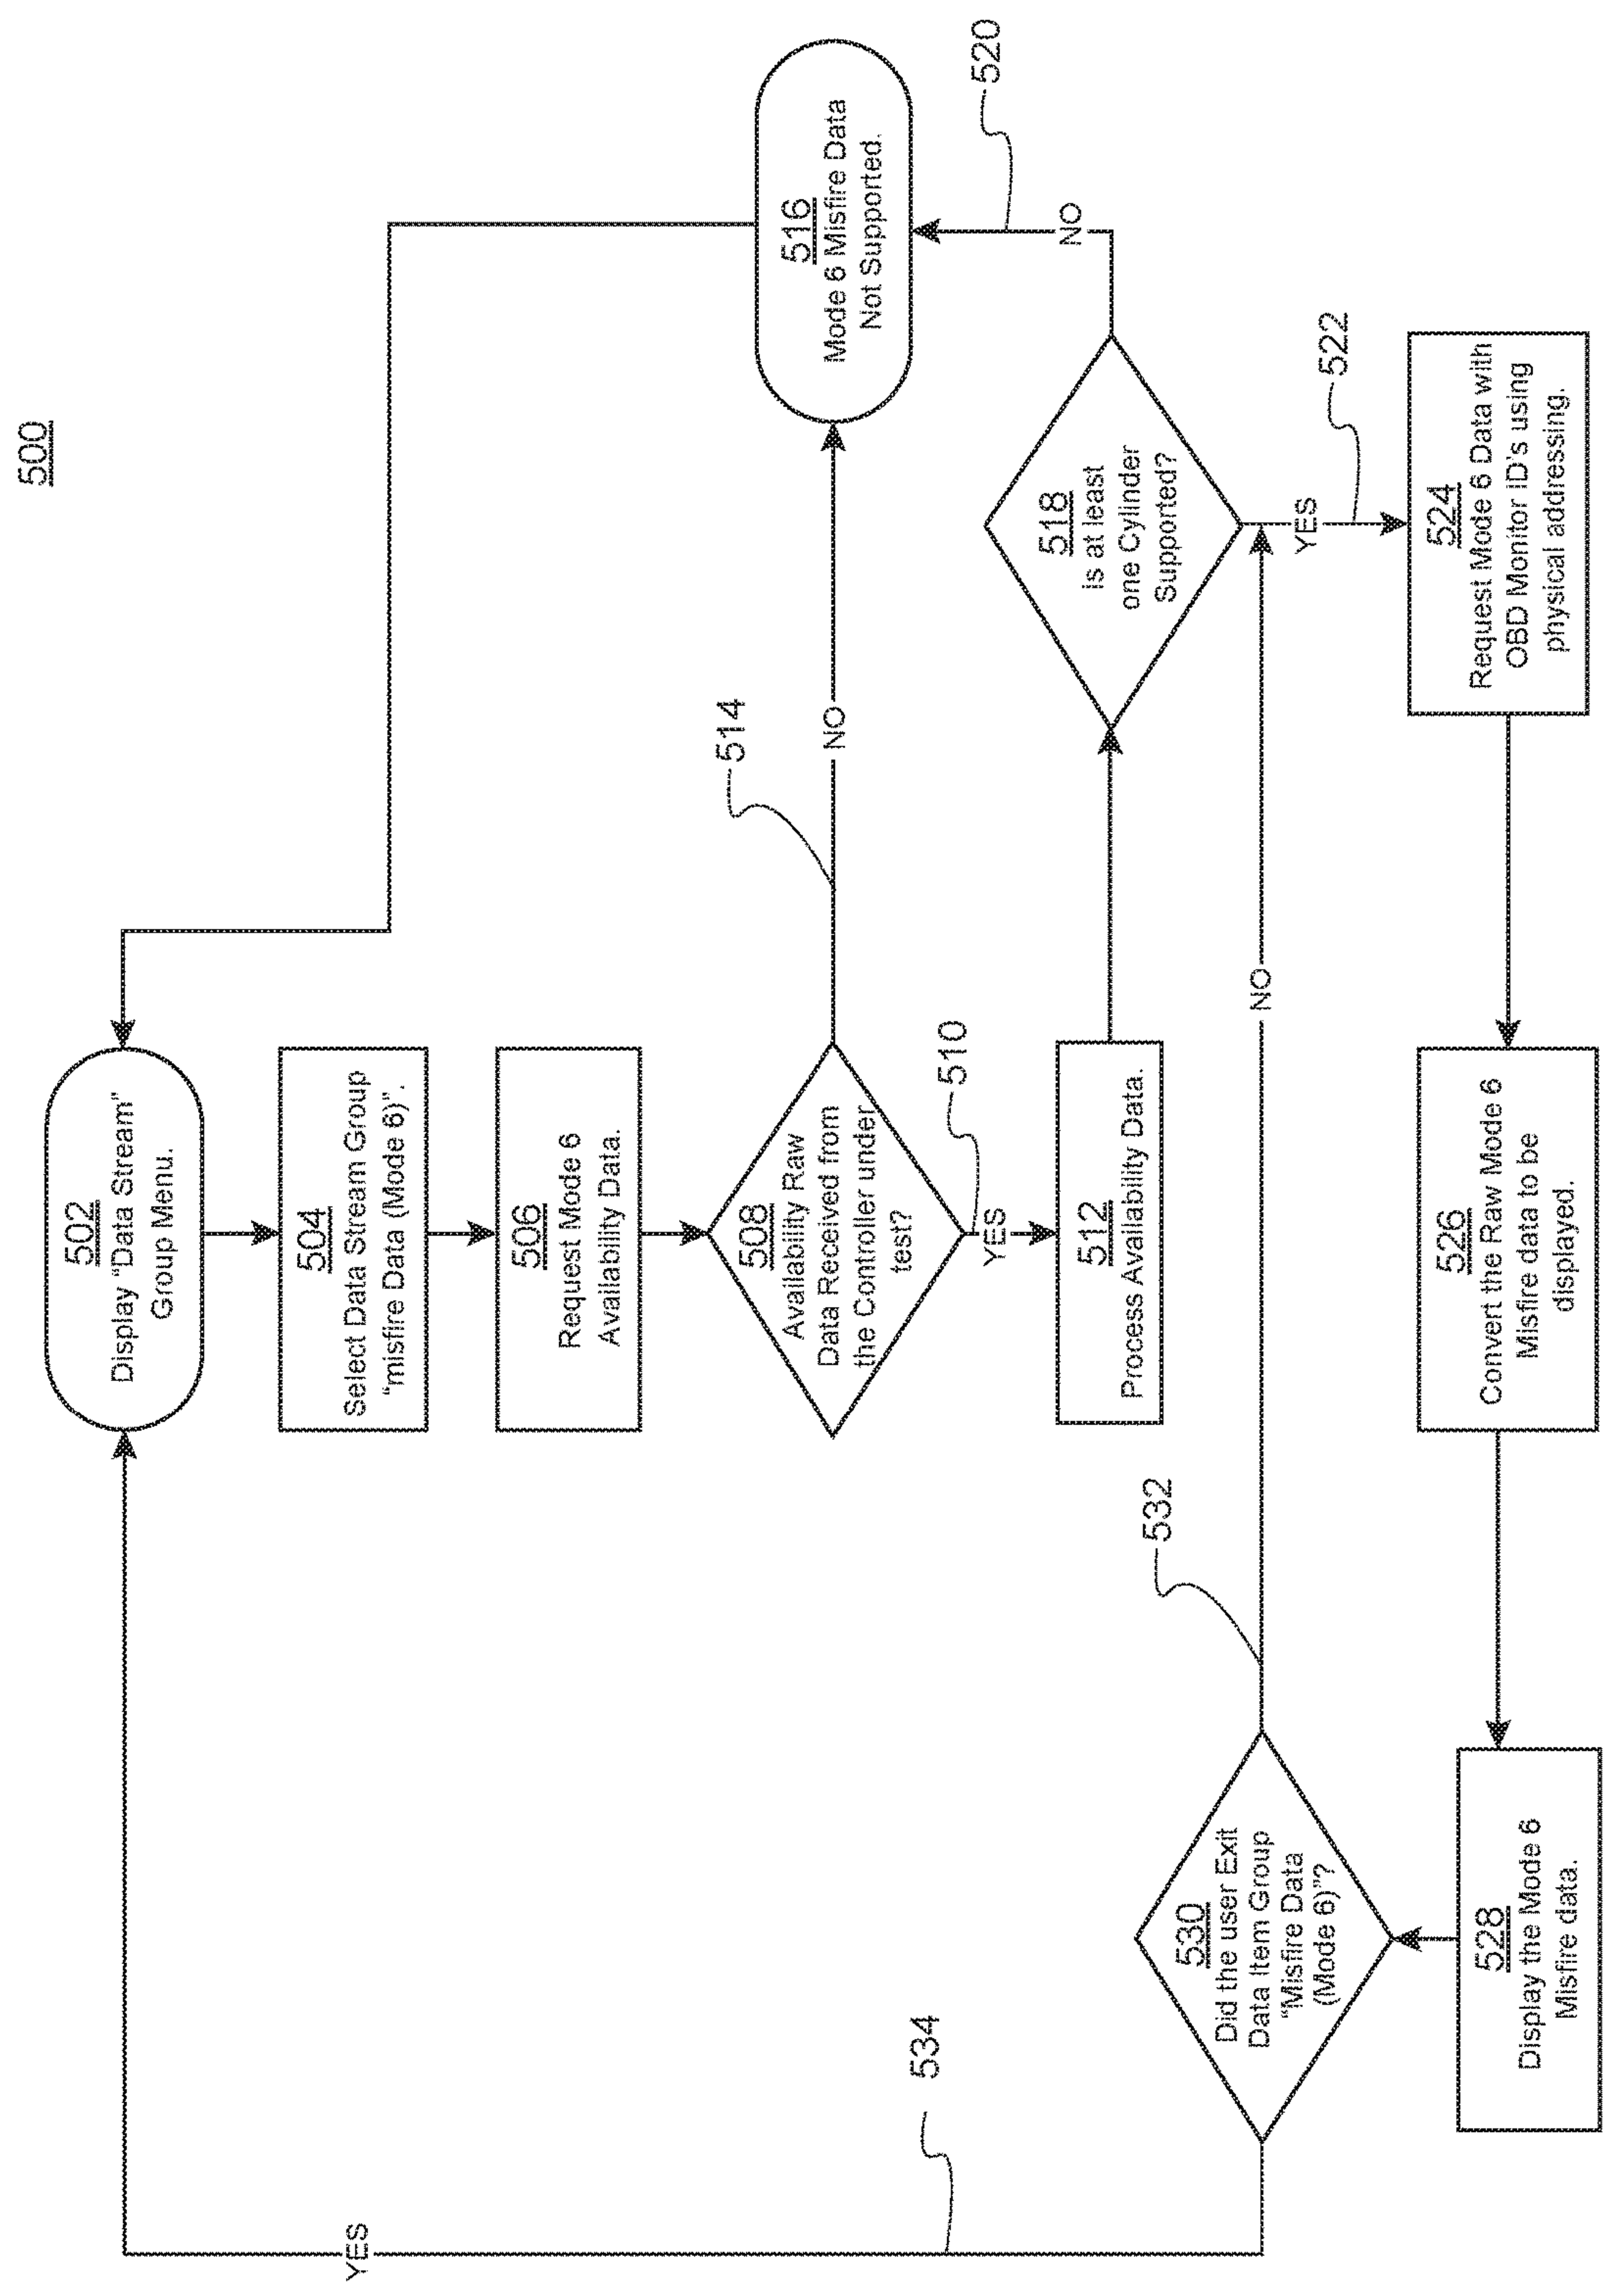 500
502
Display "Data Stream"
Group Menu.
504
Select Data Stream Group
"misfire Data (Mode 6)".
506
Request Mode 6
Availability Data.
508
Availability Raw
Data Received from
the Controller under
test?
514
NO
510
YES
512
Process Availability Data.
516
Mode 6 Misfire Data
Not Supported.
520
NO
518
is at least
one Cylinder
Supported?
522
YES
524
Request Mode 6 Data with
OBD Monitor ID's using
physical addressing.
526
Convert the Raw Mode 6
Misfire data to be
displayed.
528
Display the Mode 6
Misfire data.
530
Did the user Exit
Data Item Group
"Misfire Data
(Mode 6)"?
532
NO
534
YES